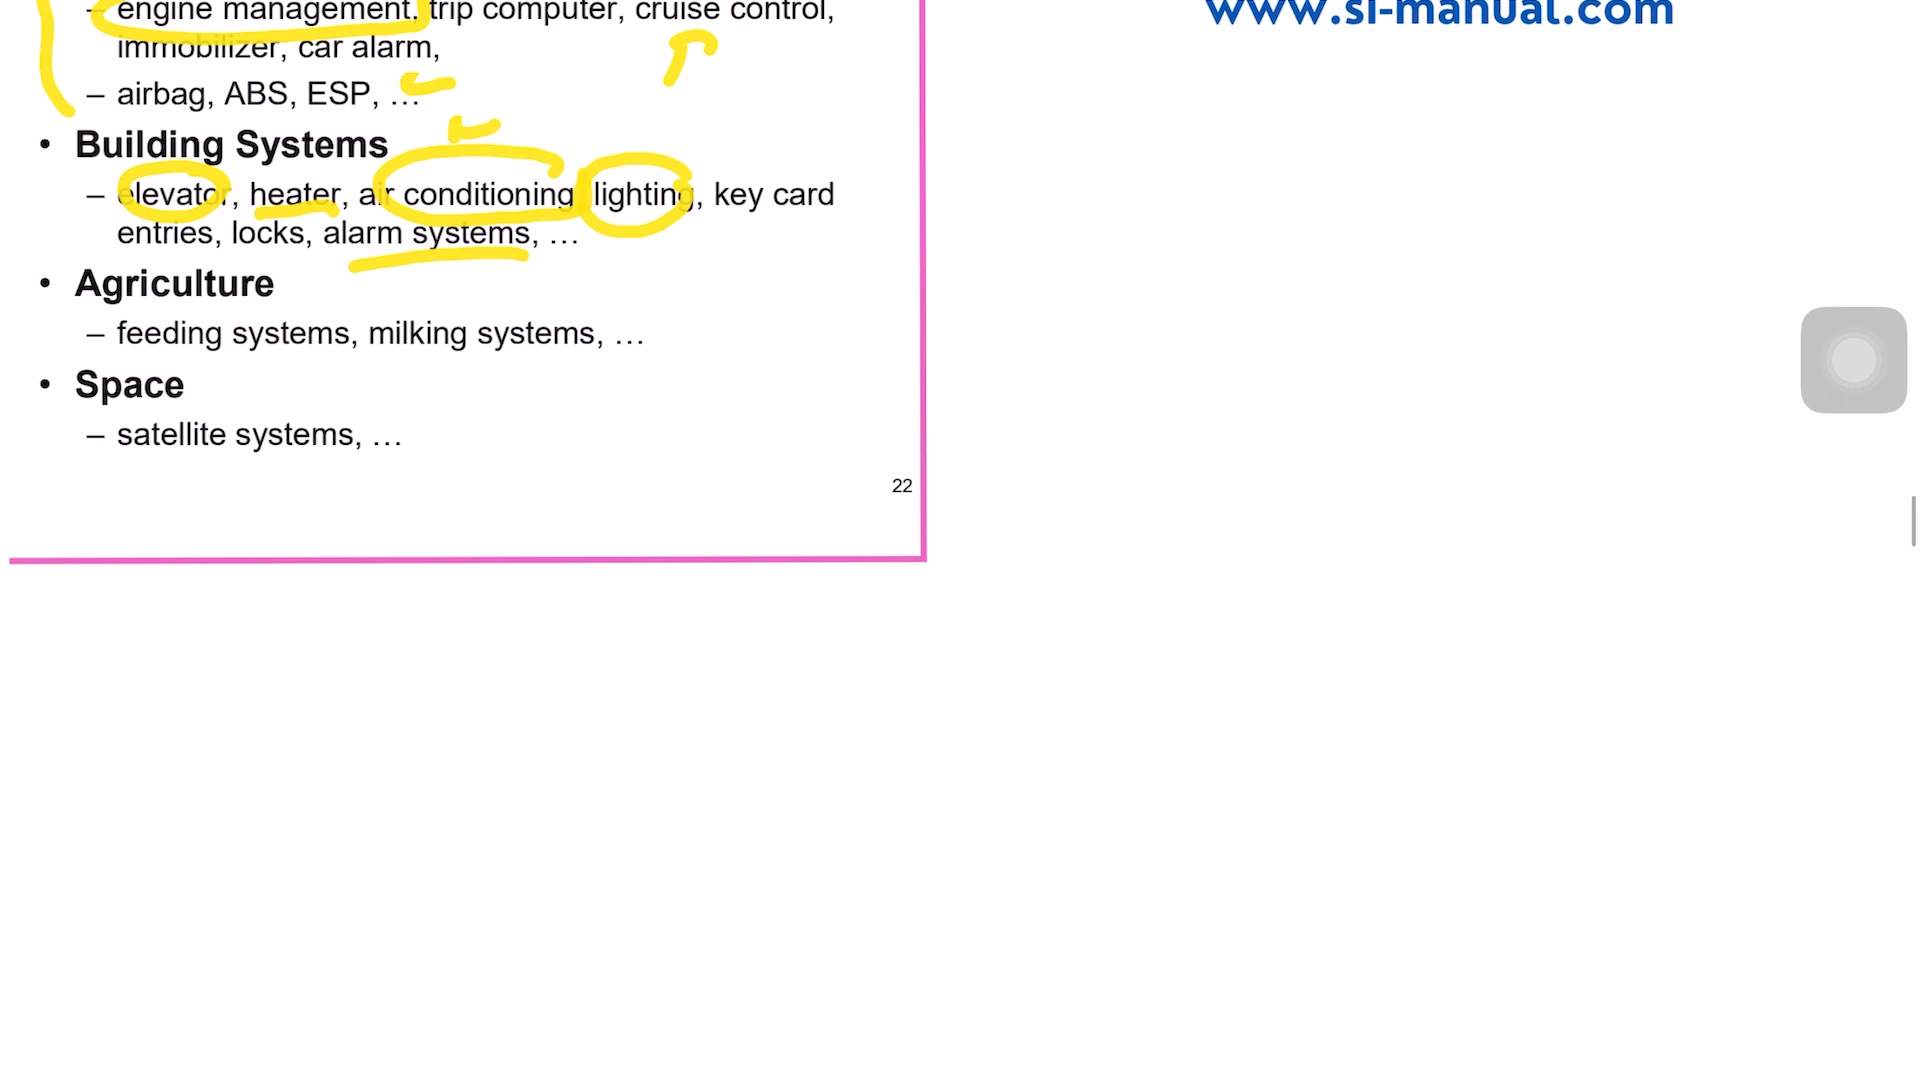 – engine management, trip computer, cruise control,
immobilizer, car alarm,
– airbag, ABS, ESP, …
• Building Systems
– elevator, heater, air conditioning, lighting, key card
entries, locks, alarm systems, …
• Agriculture
– feeding systems, milking systems, …
• Space
– satellite systems, …
22
www.si-manual.com